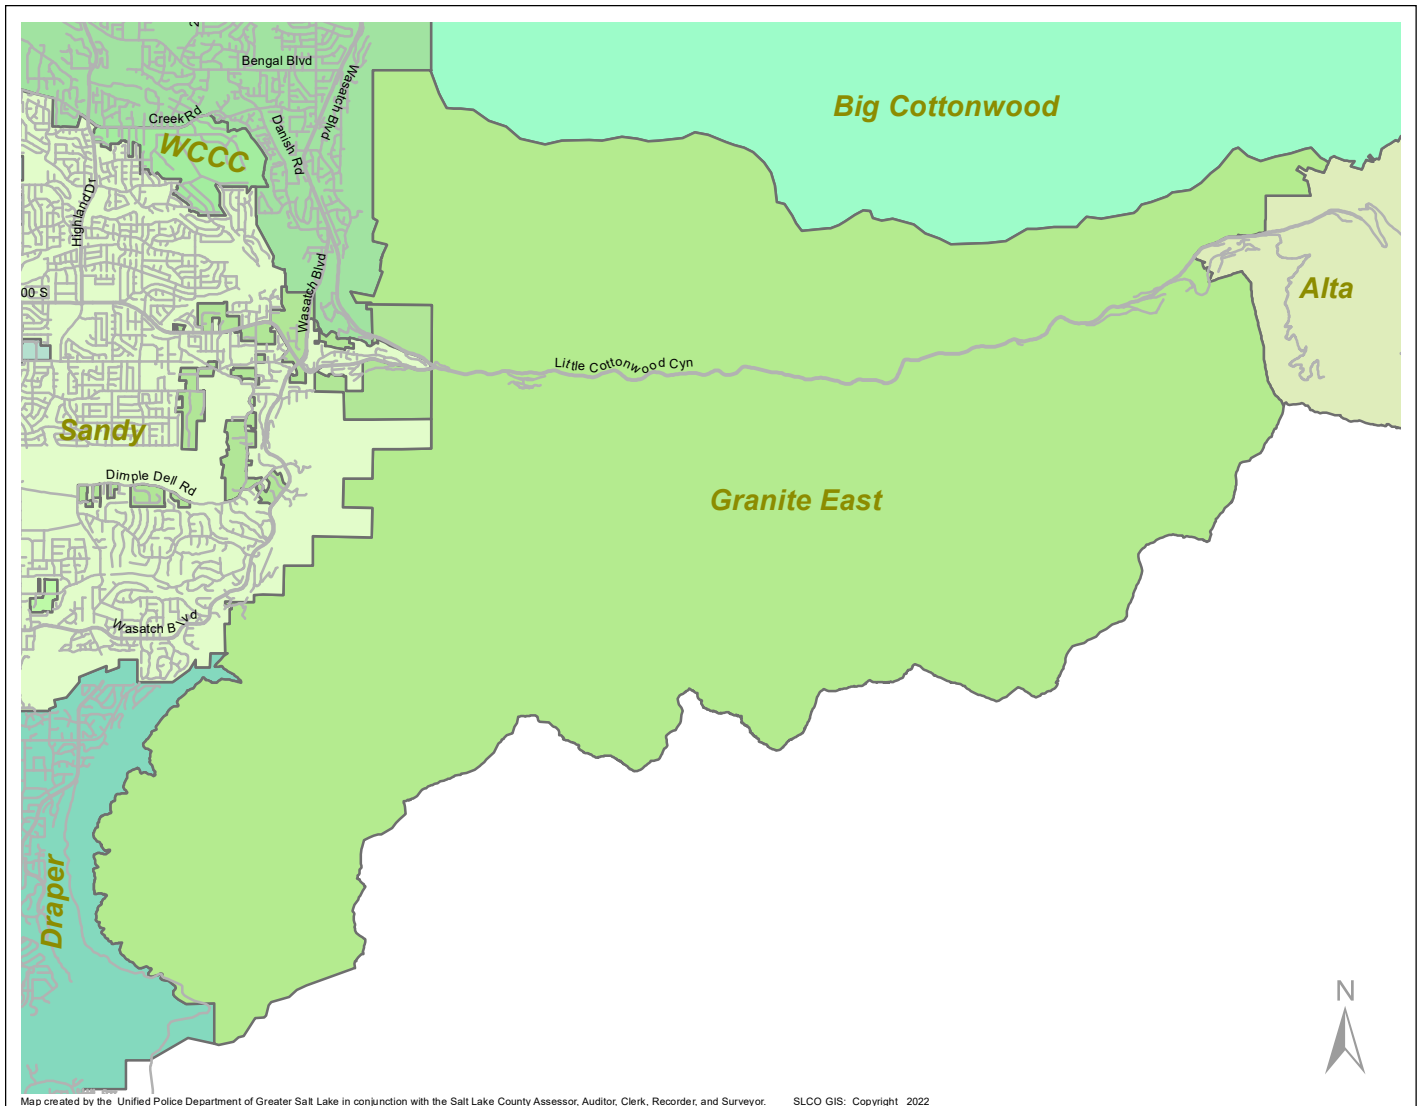 Bengal Blvd
Wasatch Blvd
Big Cottonwood
Creek Rd
Danish Rd
WCCC
Highland Dr
Wasatch Blvd
00 S
Alta
Little Cottonwood Cyn
Sandy
Dimple Dell Rd
Granite East
Wasatch Blvd
Draper
N
Map created by the Unified Police Department of Greater Salt Lake in conjunction with the Salt Lake County Assessor, Auditor, Clerk, Recorder, and Surveyor. SLCO GIS: Copyright 2022